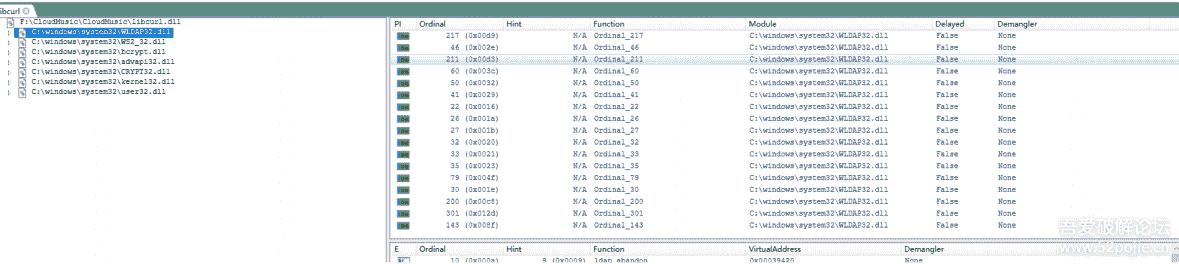 libcurl
F:\CloudMusic\CloudMusic\libcurl.dll
C:\windows\system32\WLDAP32.dll
C:\windows\system32\WS2_32.dll
C:\windows\system32\bcrypt.dll
C:\windows\system32\advapi32.dll
C:\windows\system32\CRYPT32.dll
C:\windows\system32\kernel32.dll
C:\windows\system32\user32.dll
PI Ordinal Hint Function Module Delayed Demangler
217 (0x00d9) N/A Ordinal_217 C:\windows\system32\WLDAP32.dll False None
46 (0x002e) N/A Ordinal_46 C:\windows\system32\WLDAP32.dll False None
211 (0x00d3) N/A Ordinal_211 C:\windows\system32\WLDAP32.dll False None
60 (0x003c) N/A Ordinal_60 C:\windows\system32\WLDAP32.dll False None
50 (0x0032) N/A Ordinal_50 C:\windows\system32\WLDAP32.dll False None
41 (0x0029) N/A Ordinal_41 C:\windows\system32\WLDAP32.dll False None
22 (0x0016) N/A Ordinal_22 C:\windows\system32\WLDAP32.dll False None
26 (0x001a) N/A Ordinal_26 C:\windows\system32\WLDAP32.dll False None
27 (0x001b) N/A Ordinal_27 C:\windows\system32\WLDAP32.dll False None
32 (0x0020) N/A Ordinal_32 C:\windows\system32\WLDAP32.dll False None
33 (0x0021) N/A Ordinal_33 C:\windows\system32\WLDAP32.dll False None
35 (0x0023) N/A Ordinal_35 C:\windows\system32\WLDAP32.dll False None
79 (0x004f) N/A Ordinal_79 C:\windows\system32\WLDAP32.dll False None
30 (0x001e) N/A Ordinal_30 C:\windows\system32\WLDAP32.dll False None
200 (0x00c8) N/A Ordinal_200 C:\windows\system32\WLDAP32.dll False None
301 (0x012d) N/A Ordinal_301 C:\windows\system32\WLDAP32.dll False None
143 (0x008f) N/A Ordinal_143 C:\windows\system32\WLDAP32.dll False None
E Ordinal Hint Function VirtualAddress Demangler
10 (0x000a) 9 (0x0009) ldap_abandon 0x00039420 None
吾爱破解论坛
www.52pojie.cn